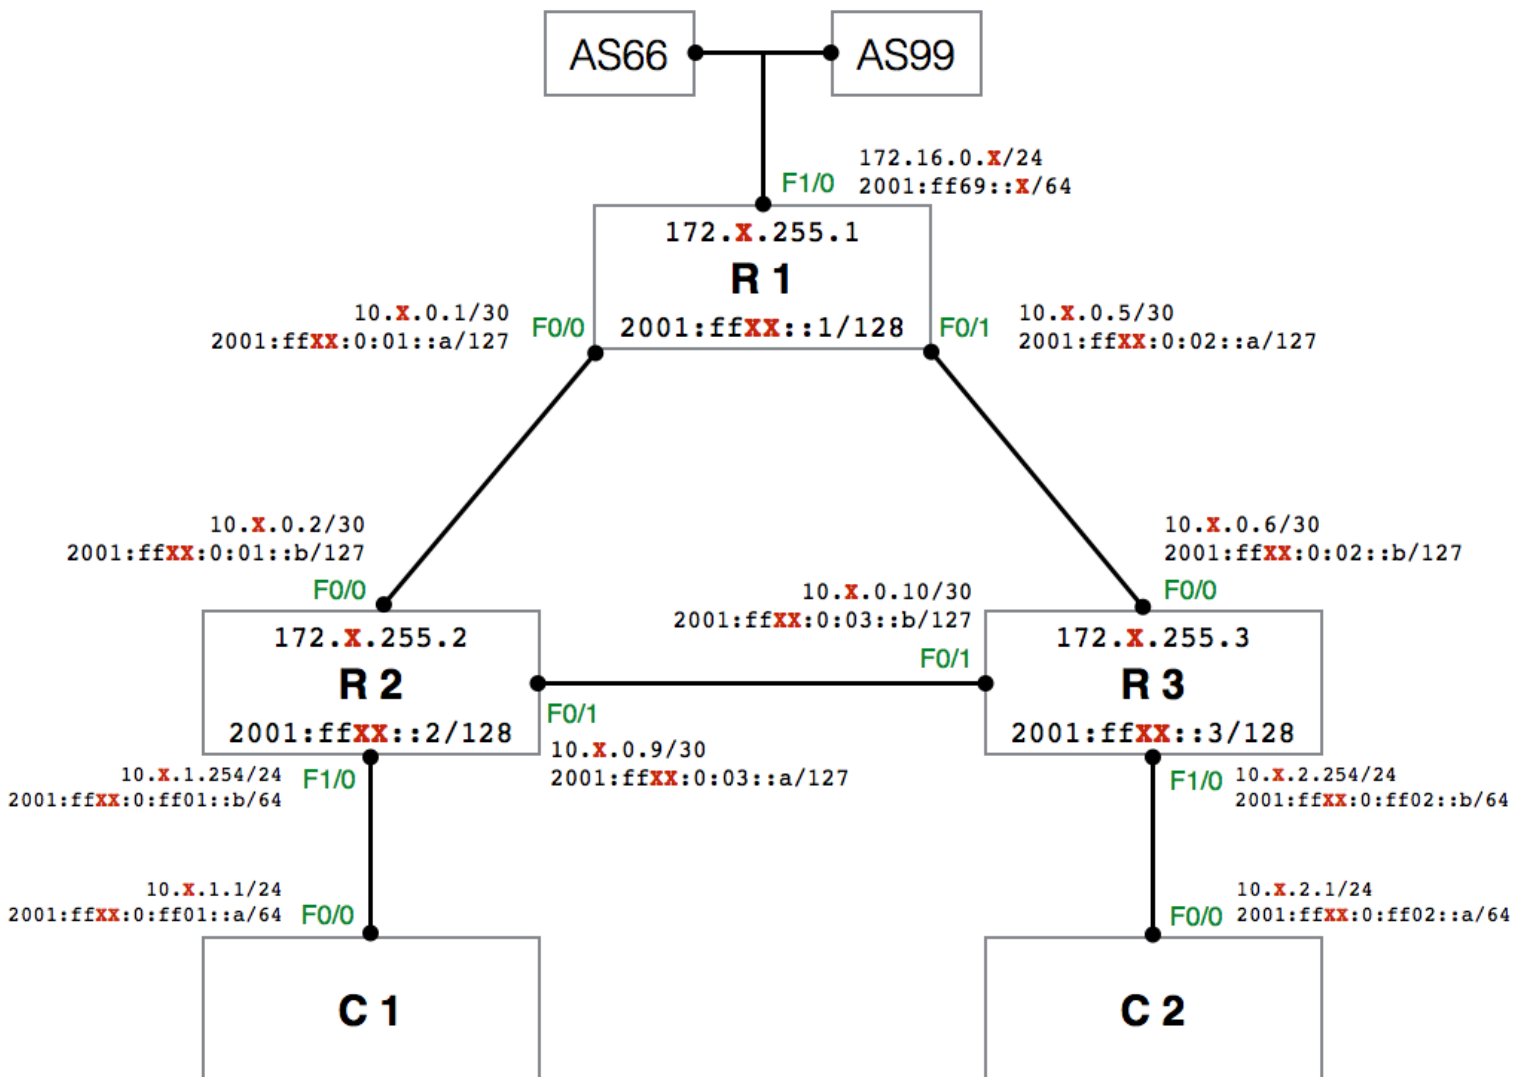 AS66
AS99
172.16.0.X/24
2001:ff69::X/64
F1/0
172.X.255.1
R 1
2001:ffXX::1/128
10.X.0.1/30
2001:ffXX:0:01::a/127
F0/0
F0/1
10.X.0.5/30
2001:ffXX:0:02::a/127
10.X.0.2/30
2001:ffXX:0:01::b/127
F0/0
10.X.0.6/30
2001:ffXX:0:02::b/127
F0/0
10.X.0.10/30
2001:ffXX:0:03::b/127
F0/1
172.X.255.2
R 2
2001:ffXX::2/128
172.X.255.3
R 3
2001:ffXX::3/128
F0/1
10.X.0.9/30
2001:ffXX:0:03::a/127
10.X.1.254/24
2001:ffXX:0:ff01::b/64
F1/0
F1/0
10.X.2.254/24
2001:ffXX:0:ff02::b/64
10.X.1.1/24
2001:ffXX:0:ff01::a/64
F0/0
F0/0
10.X.2.1/24
2001:ffXX:0:ff02::a/64
C 1
C 2